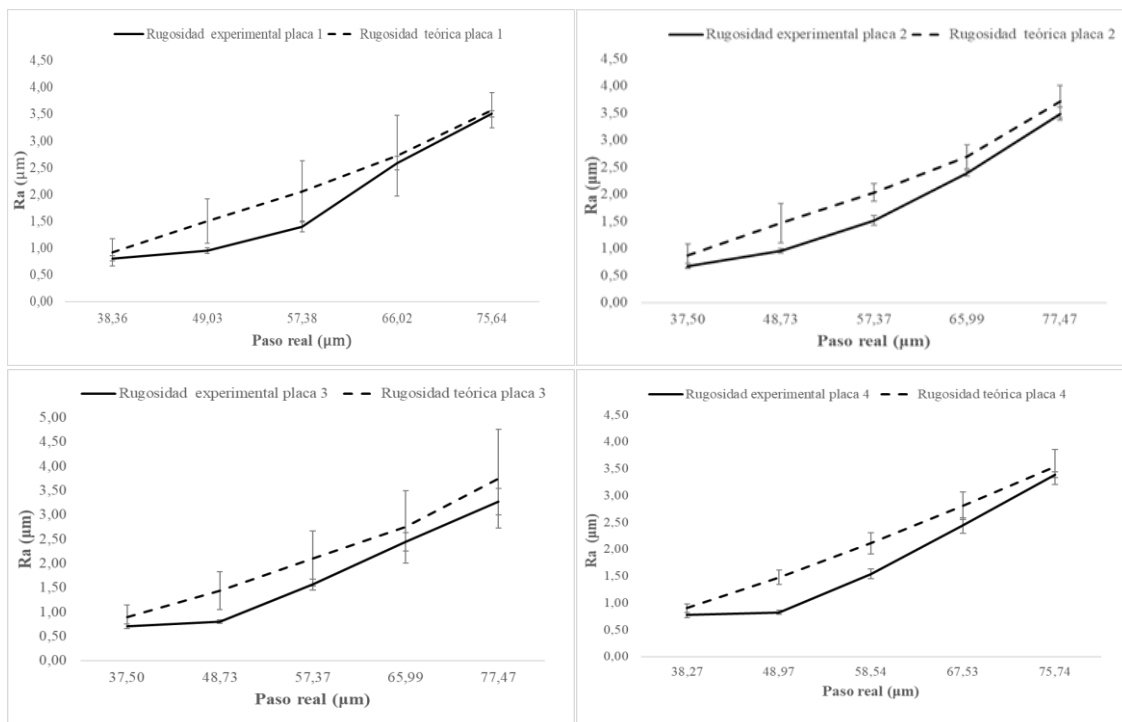 Rugosidad experimental placa 1 Rugosidad teórica placa 1
4,50
4,00
3,50
3,00
2,50
2,00
1,50
1,00
0,50
0,00
Ra (µm)
38,36 49,03 57,38 66,02 75,64
Paso real (µm)
Rugosidad experimental placa 2 Rugosidad teórica placa 2
4,50
4,00
3,50
3,00
2,50
2,00
1,50
1,00
0,50
0,00
Ra (µm)
37,50 48,73 57,37 65,99 77,47
Paso real (µm)
Rugosidad experimental placa 3 Rugosidad teórica placa 3
5,00
4,50
4,00
3,50
3,00
2,50
2,00
1,50
1,00
0,50
0,00
Ra (µm)
37,50 48,73 57,37 65,99 77,47
Paso real (µm)
Rugosidad experimental placa 4 Rugosidad teórica placa 4
4,50
4,00
3,50
3,00
2,50
2,00
1,50
1,00
0,50
0,00
Ra (µm)
38,27 48,97 58,54 67,53 75,74
Paso real (µm)